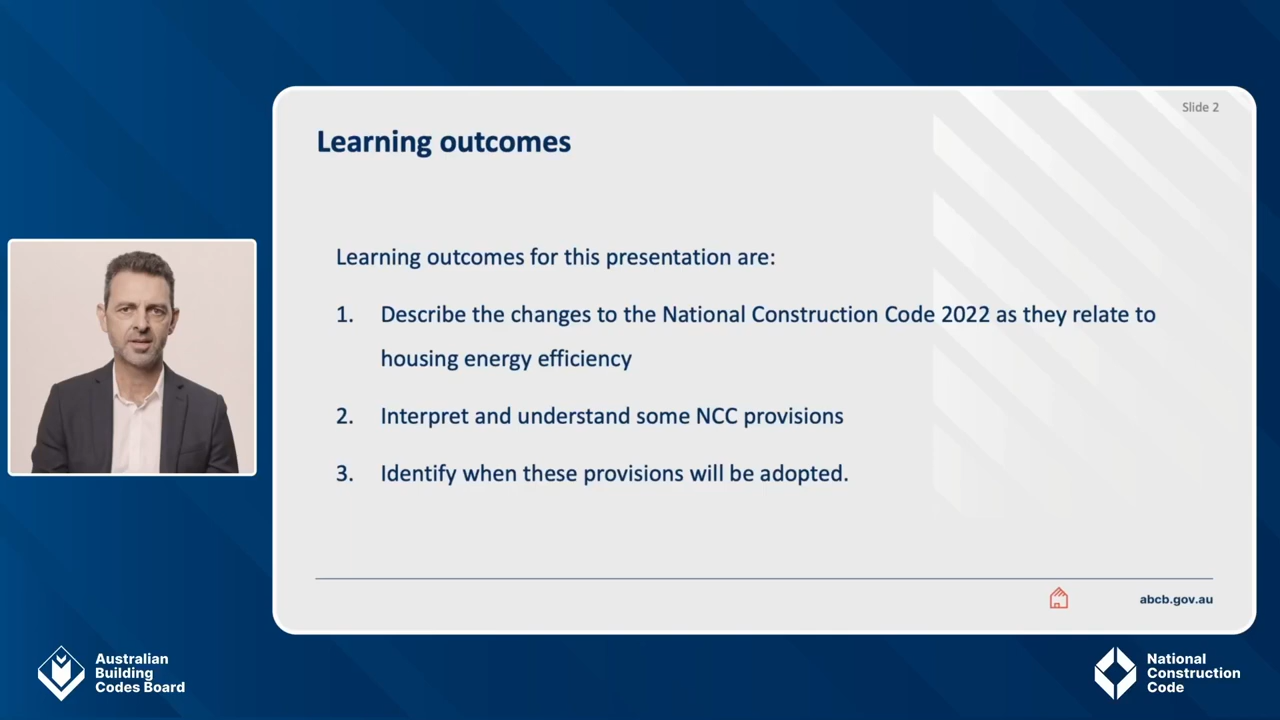 Slide 2
Learning outcomes
Learning outcomes for this presentation are:
1. Describe the changes to the National Construction Code 2022 as they relate to
housing energy efficiency
2. Interpret and understand some NCC provisions
3. Identify when these provisions will be adopted.
abcb.gov.au
Australian
Building
Codes Board
National
Construction
Code